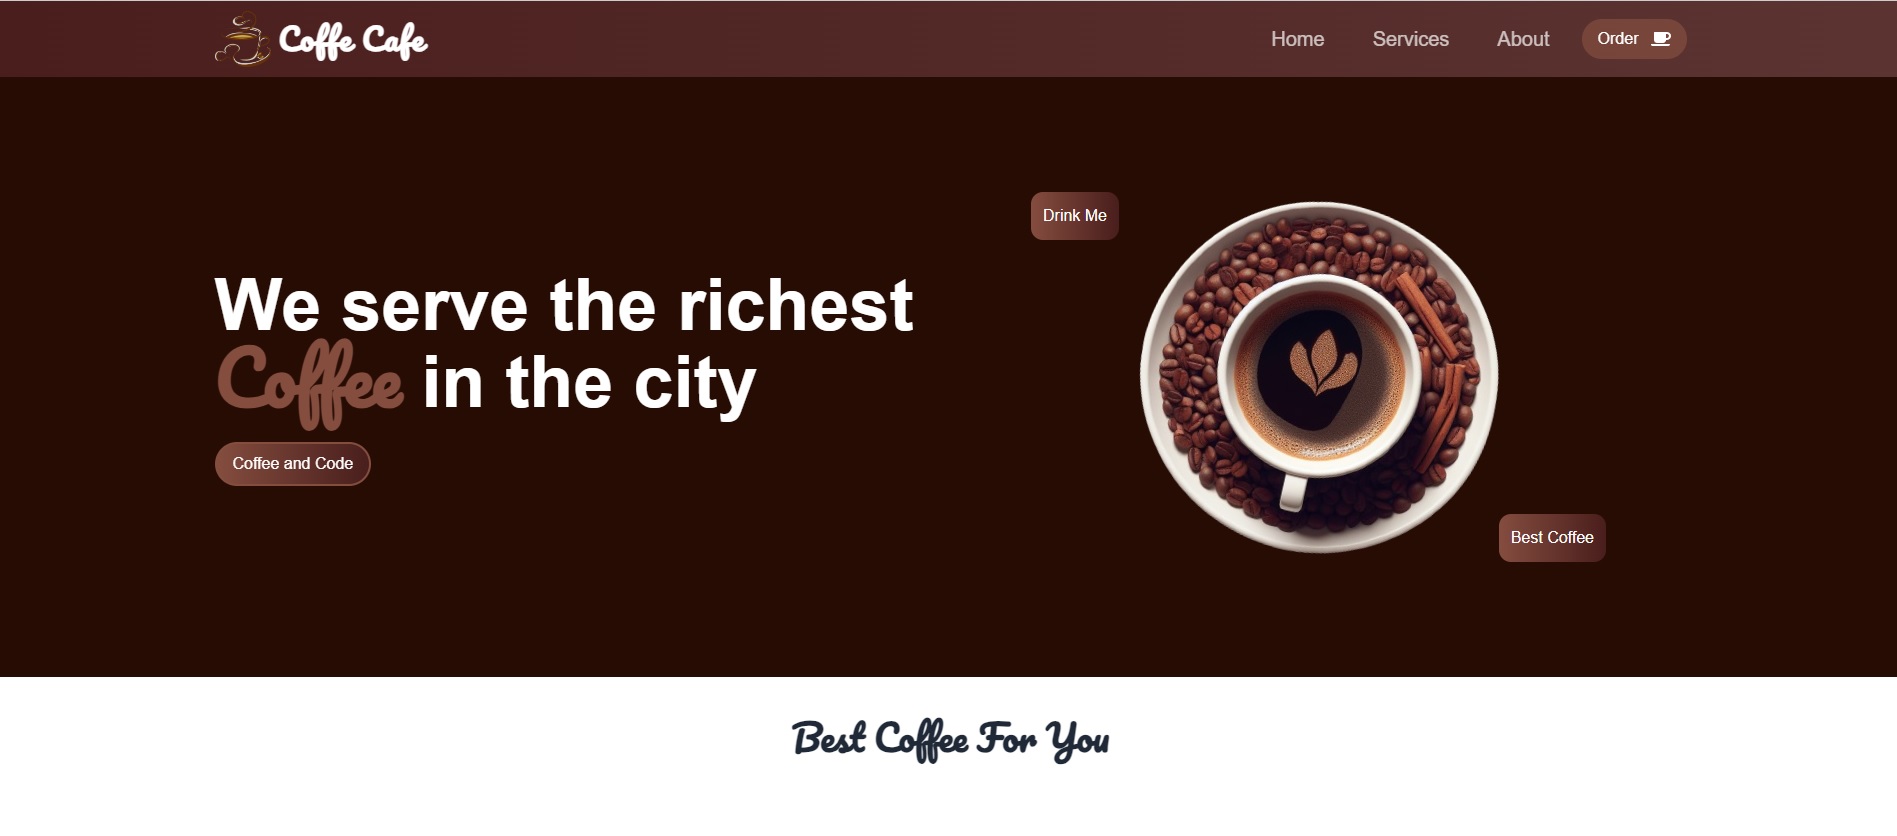 Coffe Cafe
Home
Services
About
Order
Drink Me
We serve the richest
Coffee in the city
Coffee and Code
Best Coffee
Best Coffee For You